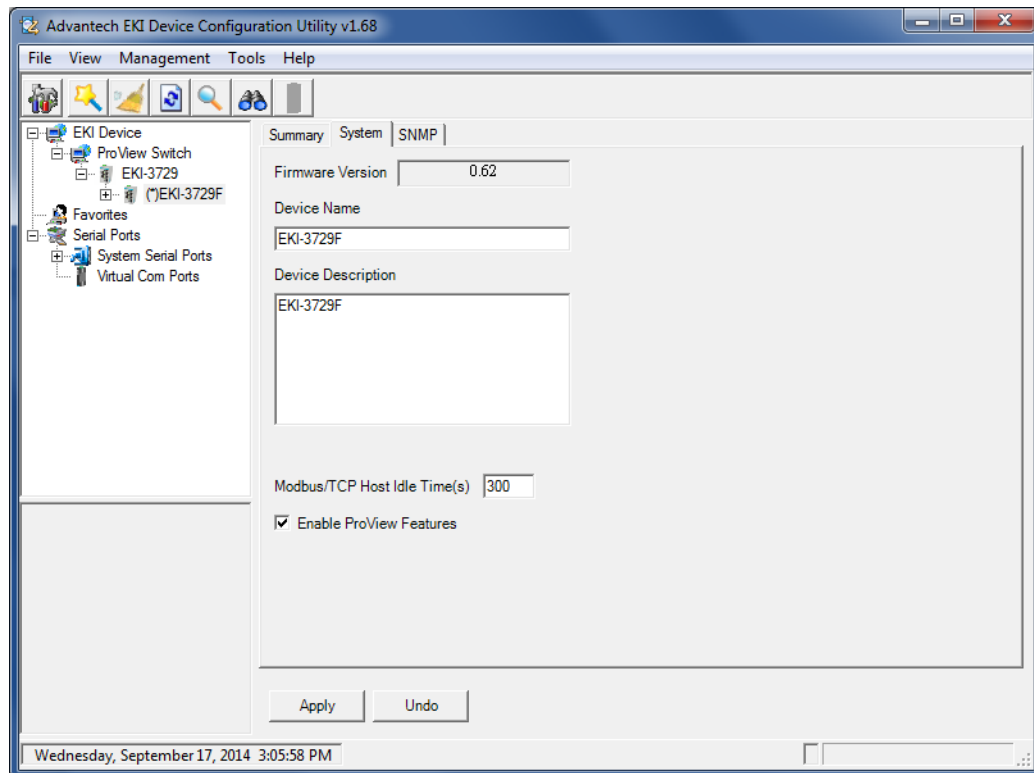 Advantech EKI Device Configuration Utility v1.68
File View Management Tools Help
EKI Device
ProView Switch
EKI-3729
(*)EKI-3729F
Favorites
Serial Ports
System Serial Ports
Virtual Com Ports
Summary System SNMP
Firmware Version 0.62
Device Name
EKI-3729F
Device Description
EKI-3729F
Modbus/TCP Host Idle Time(s) 300
Enable ProView Features
Apply Undo
Wednesday, September 17, 2014 3:05:58 PM